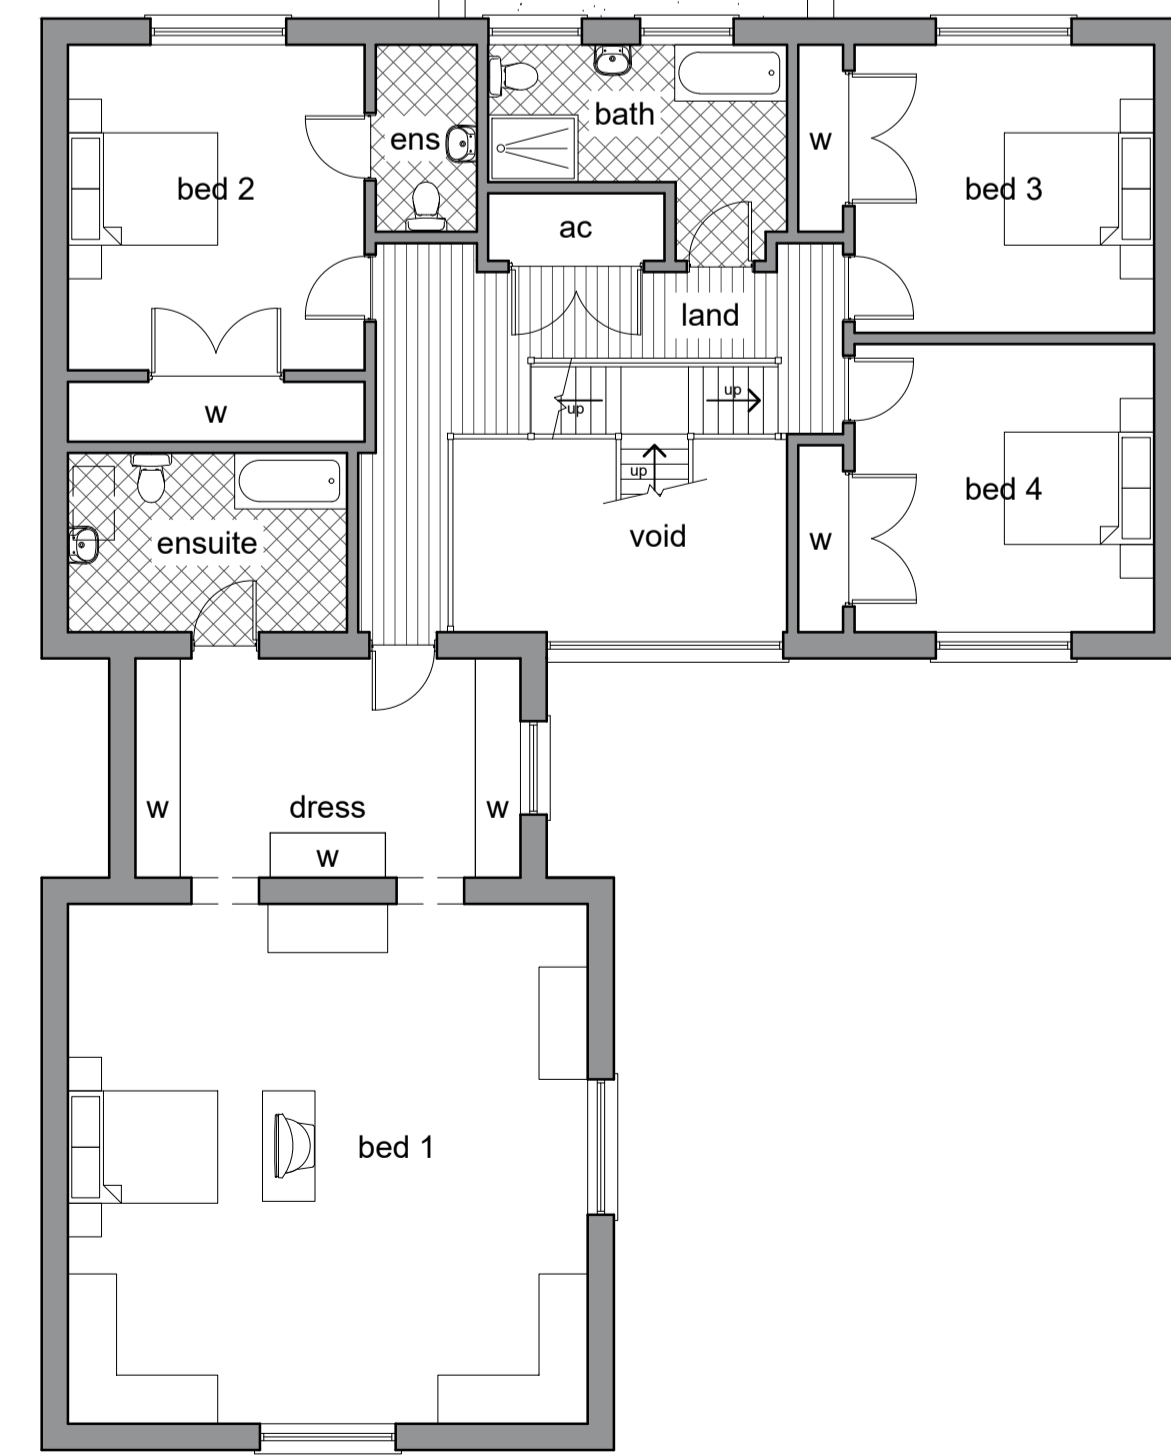 bath
ens
w
bed 2
bed 3
ac
land
up
up
w
up
bed 4
void
w
ensuite
w
dress
w
w
bed 1